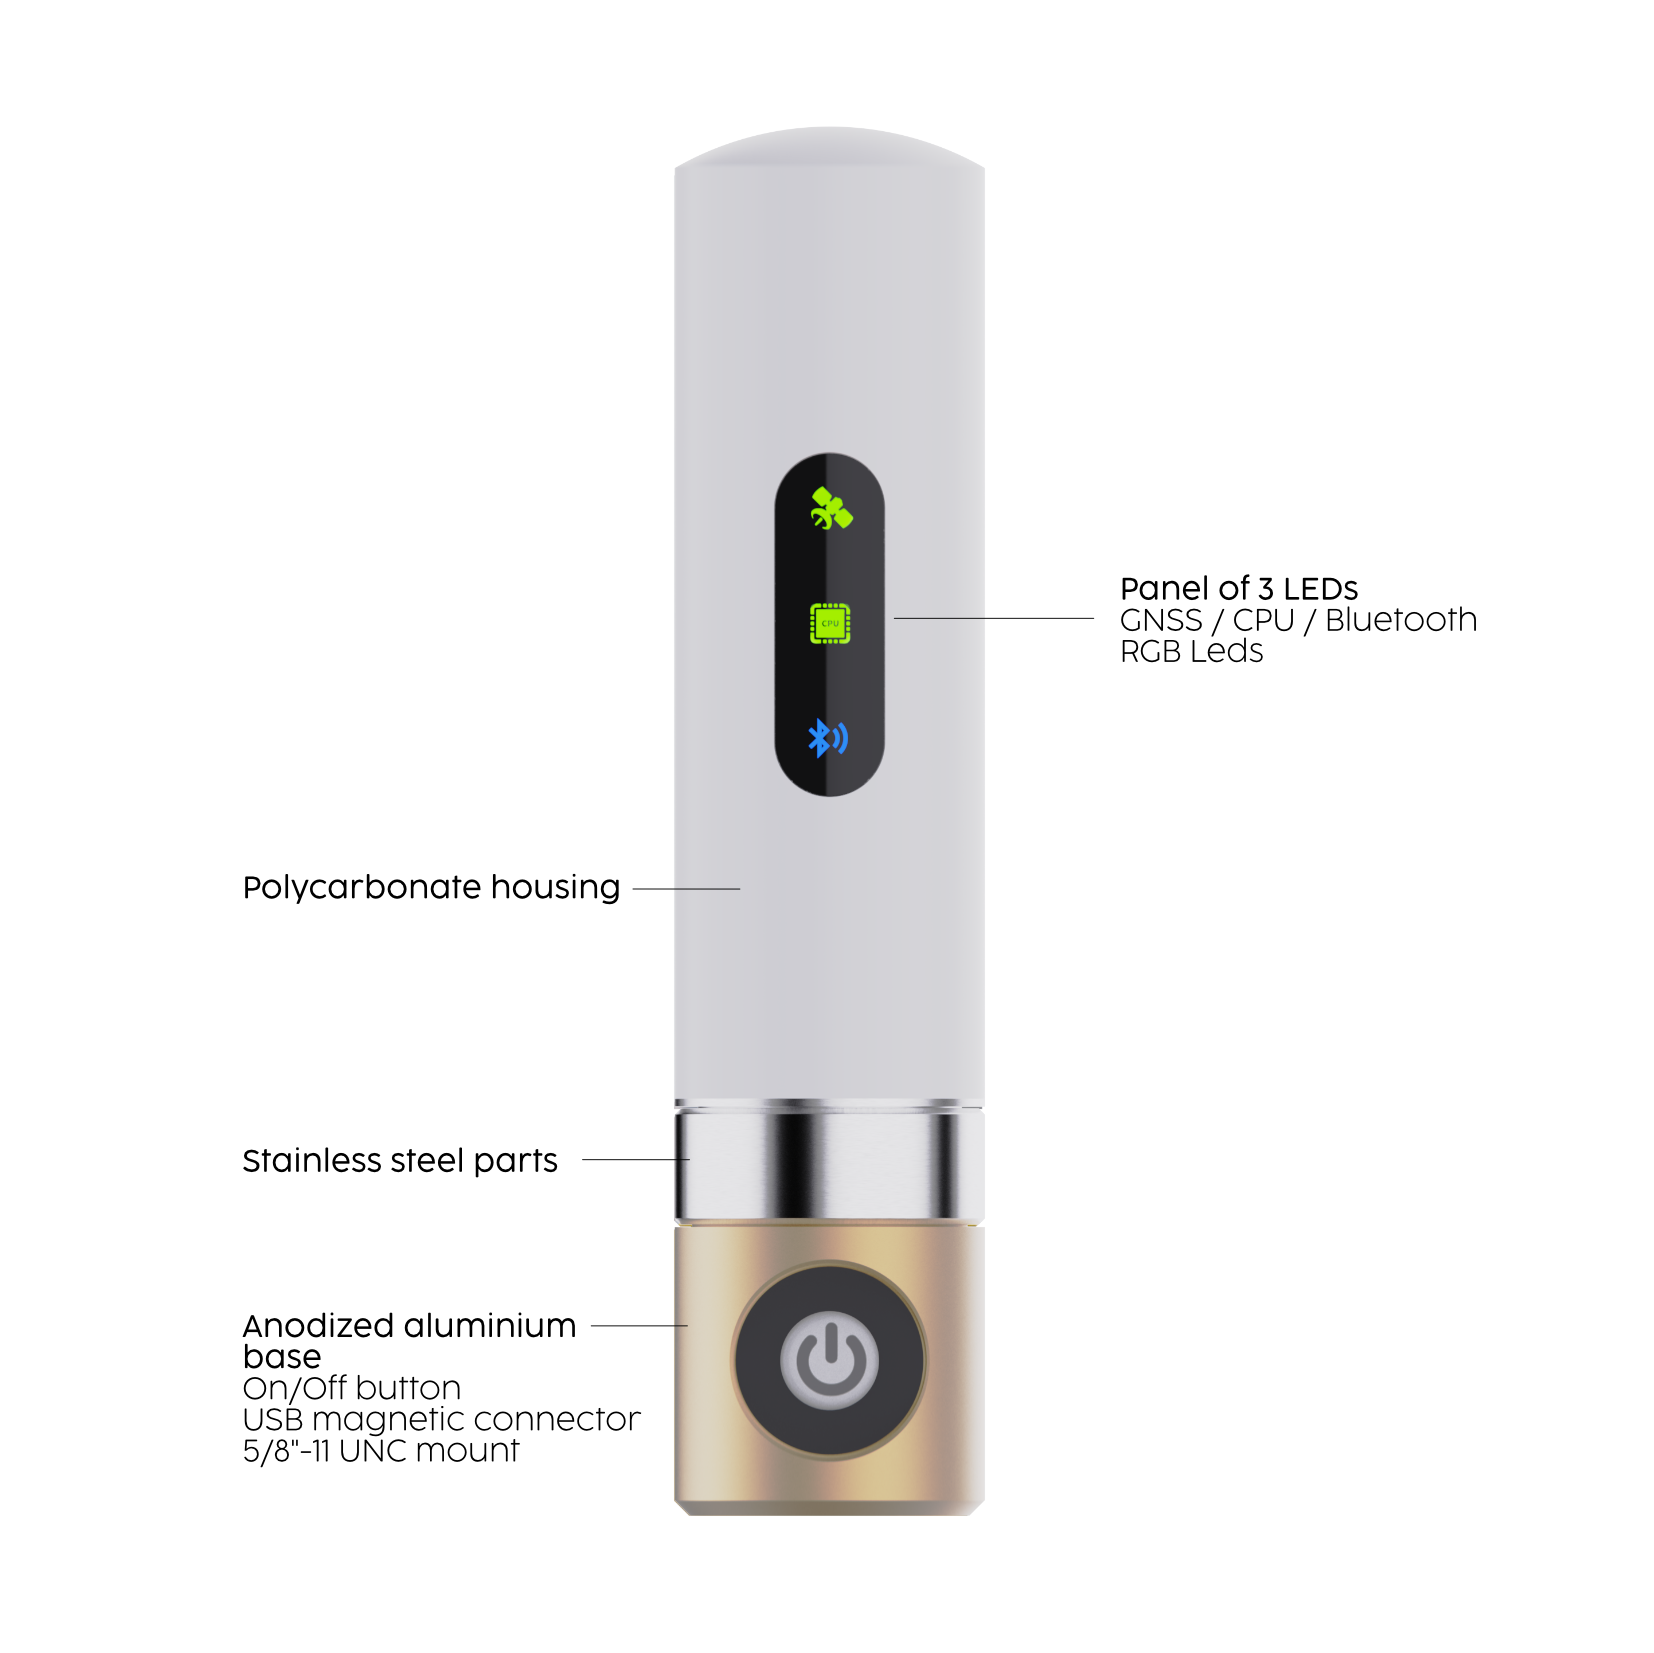 CPU
Panel of 3 LEDs
GNSS / CPU / Bluetooth
RGB Leds
Polycarbonate housing
Stainless steel parts
Anodized aluminium
base
On/Off button
USB magnetic connector
5/8"-11 UNC mount